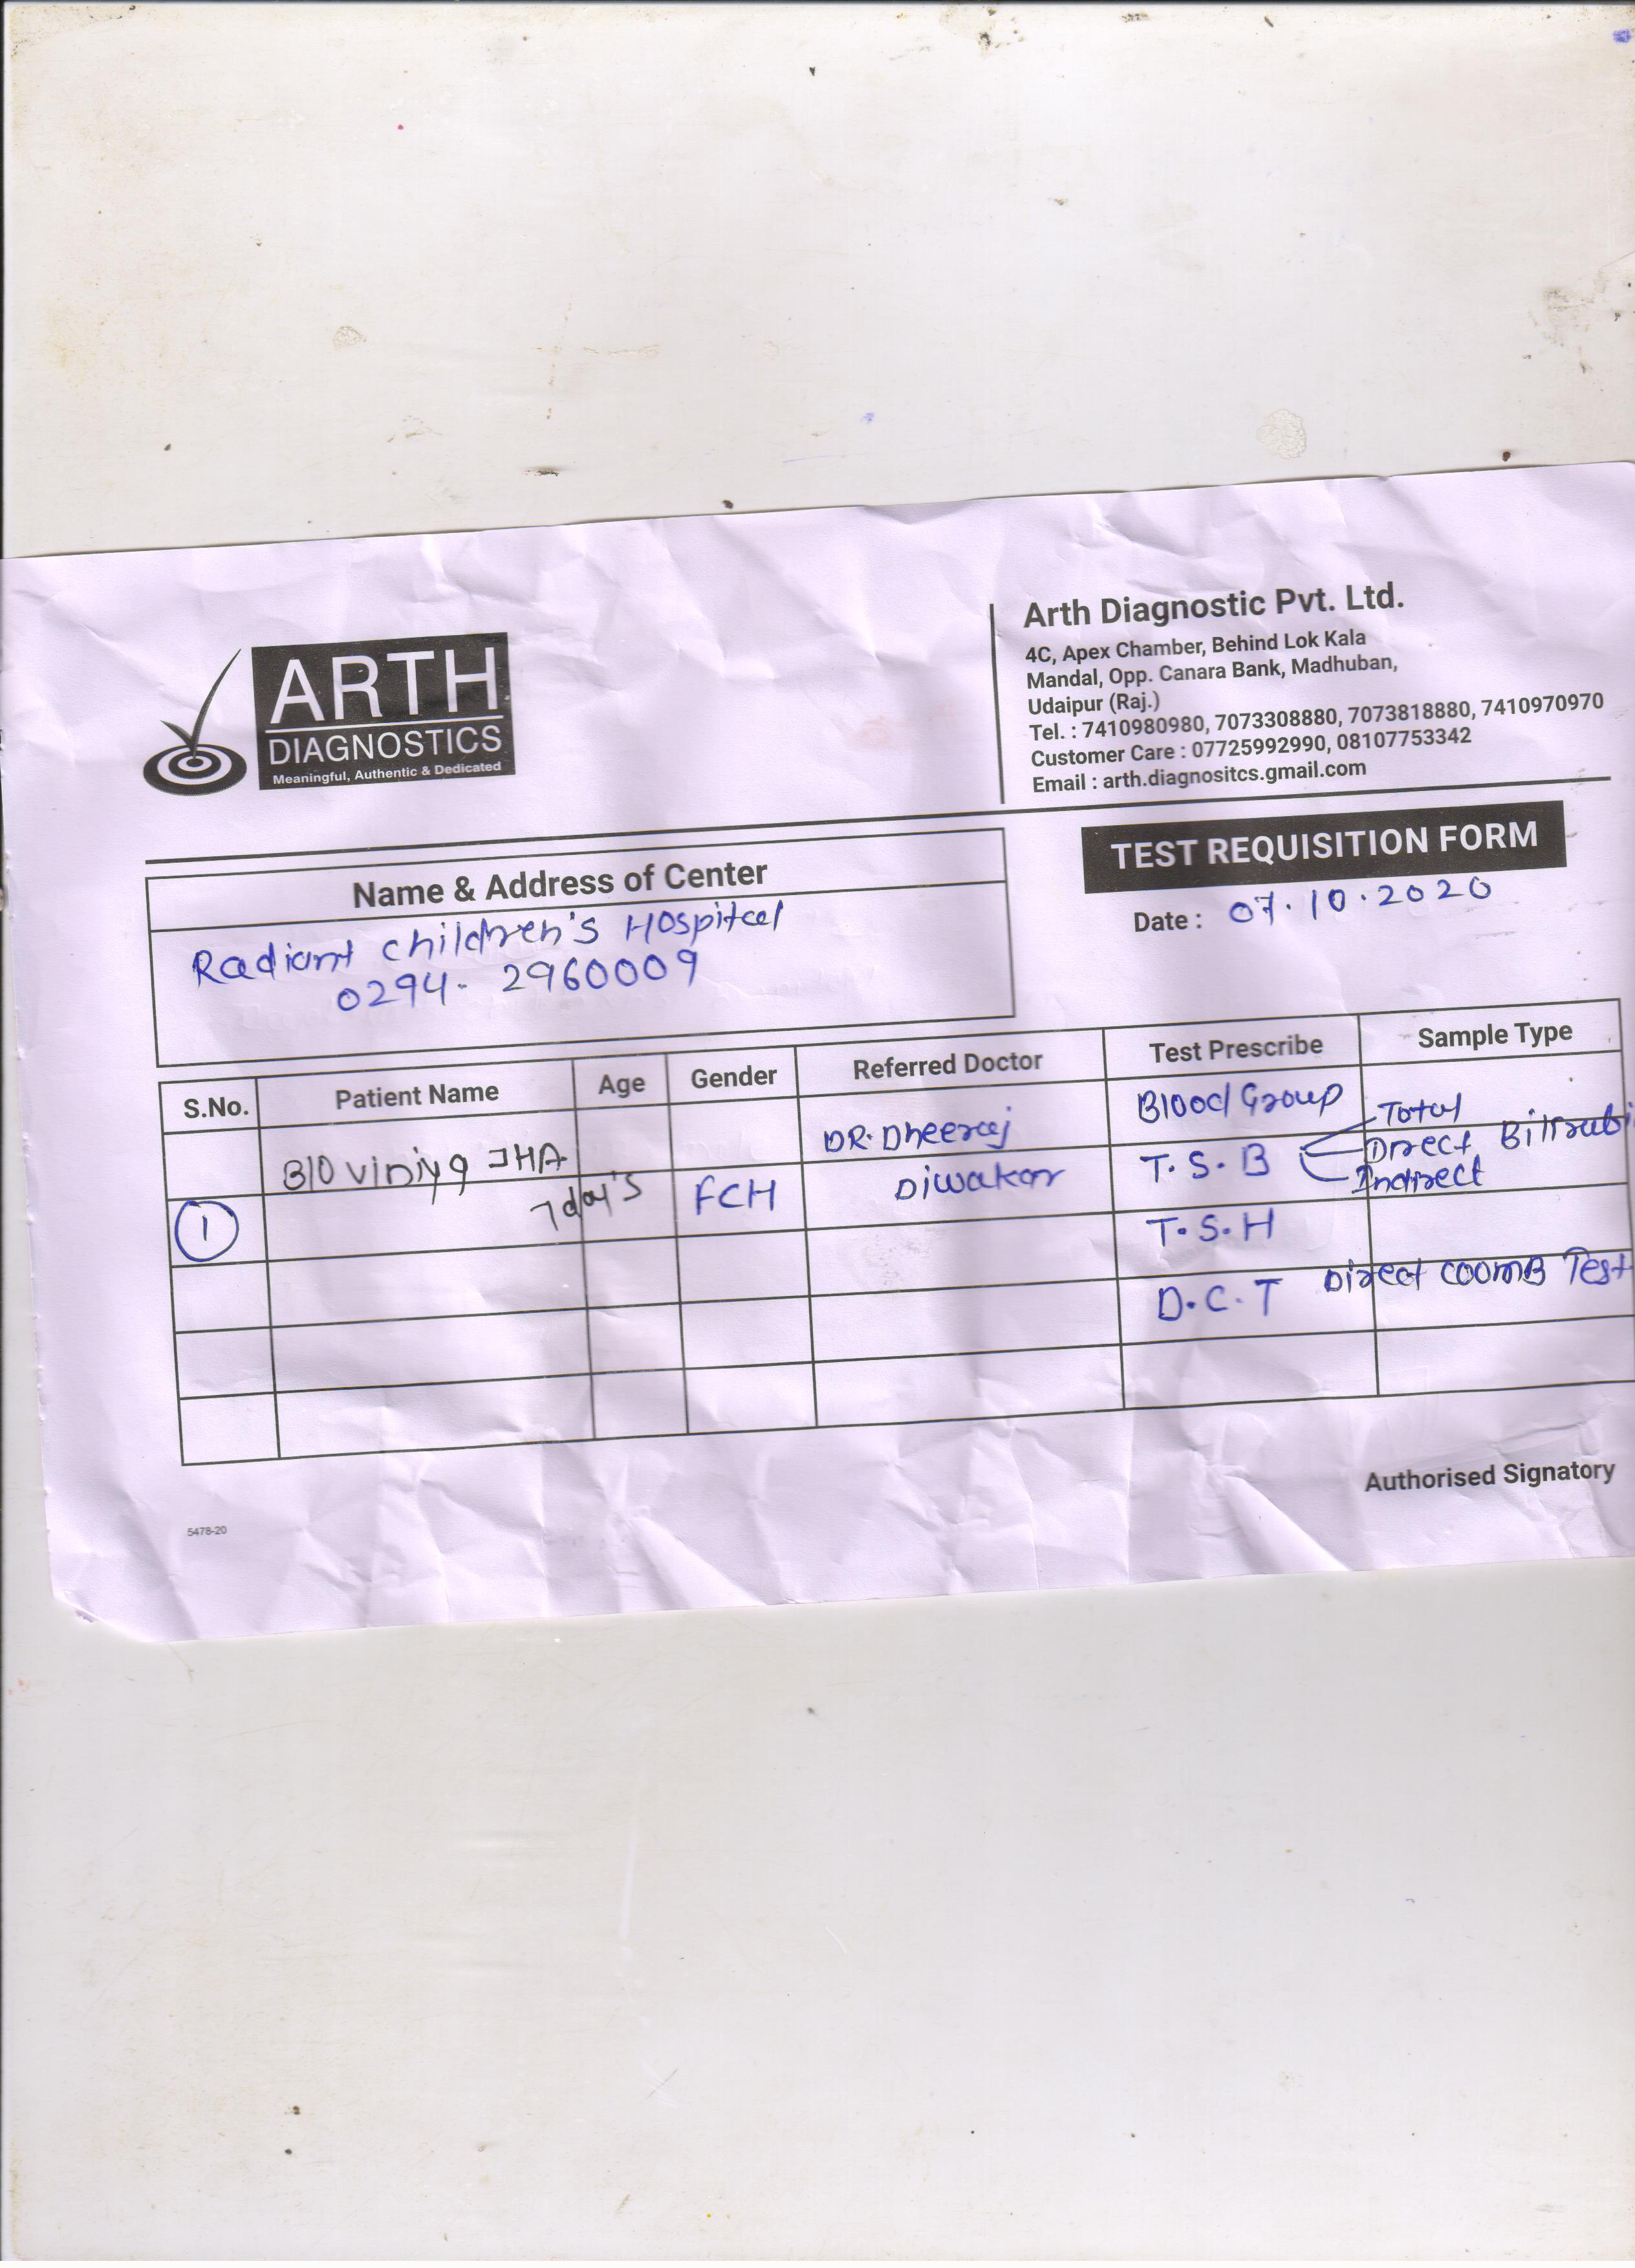 ARTH
DIAGNOSTICS
Meaningful, Authentic & Dedicated
Arth Diagnostic Pvt. Ltd.
4C, Apex Chamber, Behind Lok Kala
Mandal, Opp. Canara Bank, Madhuban,
Udaipur (Raj.)
Tel. : 7410980980, 7073308880, 7073818880, 7410970970
Customer Care : 07725992990, 08107753342
Email : arth.diagnositcs.gmail.com
TEST REQUISITION FORM
Date : 07.10.2020
Name & Address of Center
Radiant children's Hospital
0294- 2960009
S.No. Patient Name Age Gender Referred Doctor Test Prescribe Sample Type
B/O JHA DR. Dheeraj Blood Group
1 7 day's FCH Diwakar T.S.B Total
Direct Bilirubi
Indirect
T.S.H
D.C.T Direct COOMB Test
Authorised Signatory
5478-20